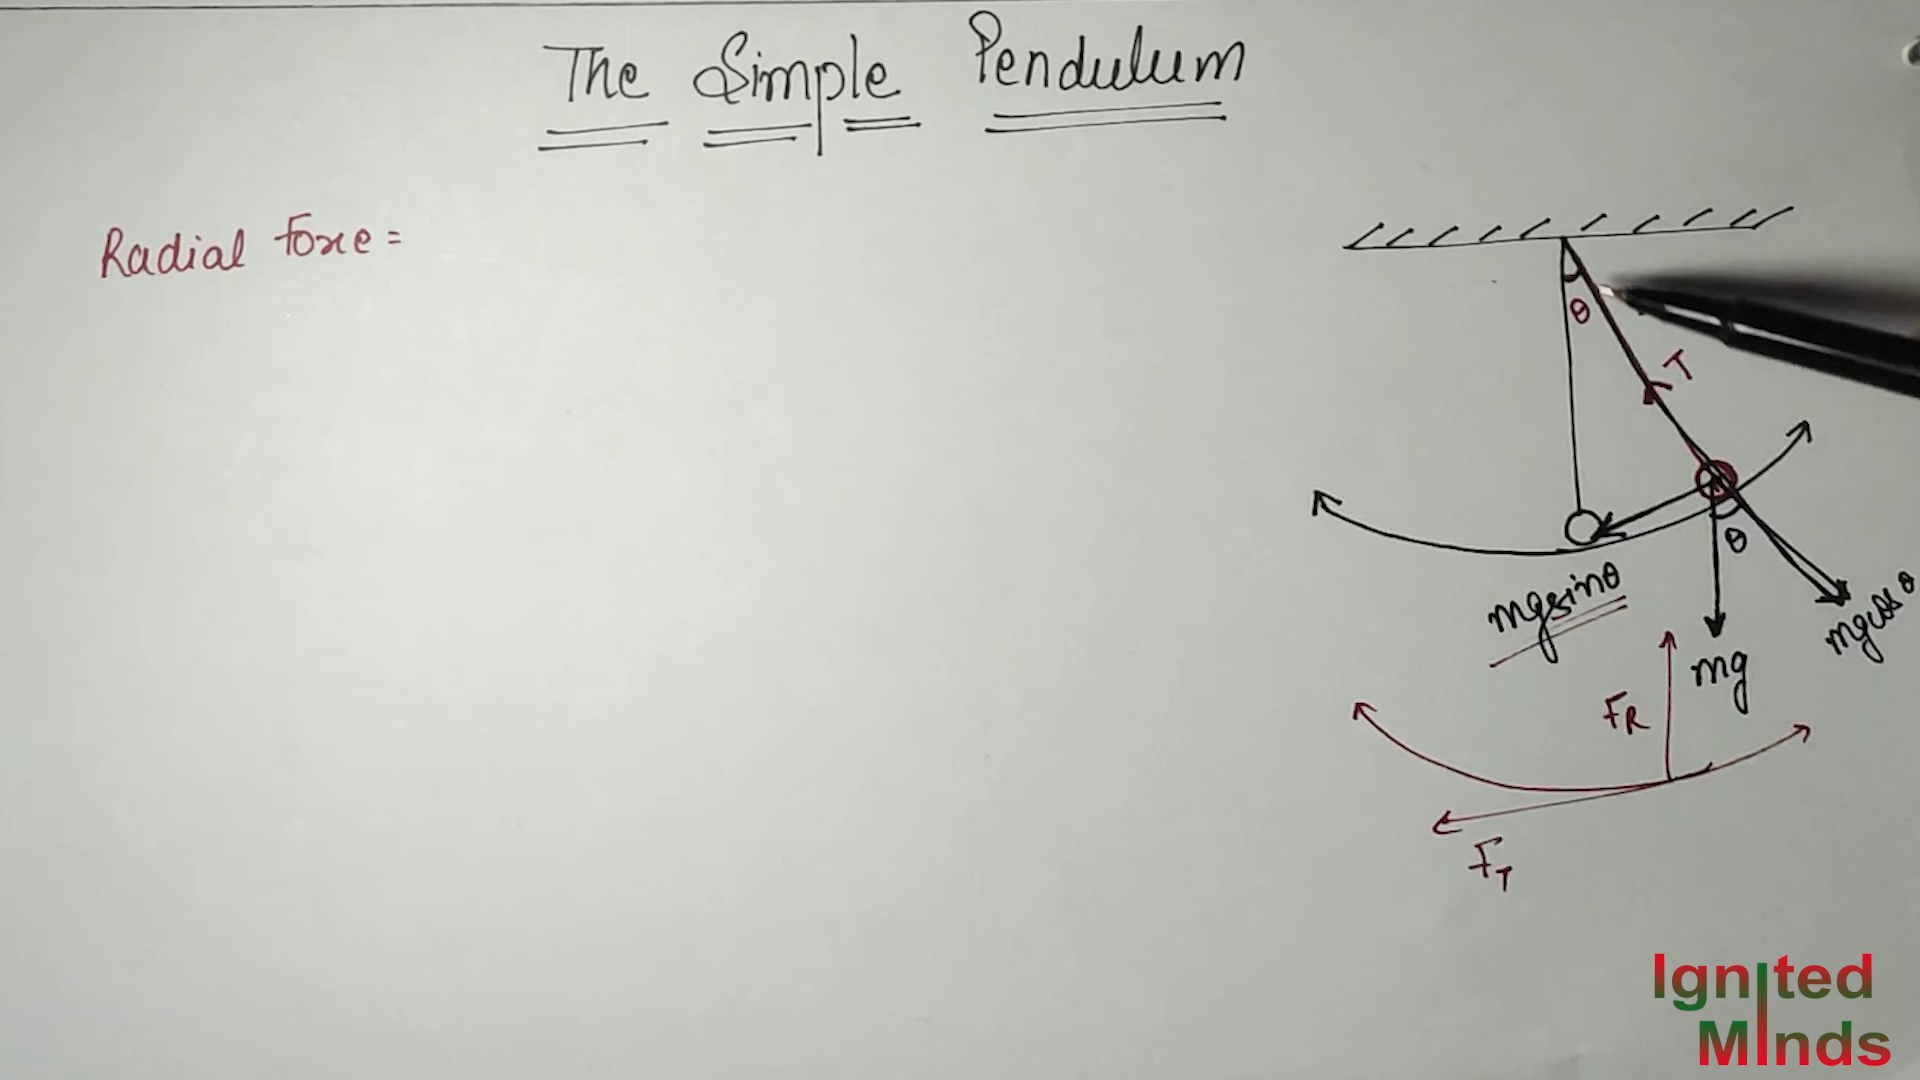 The Simple Pendulum
Radial force =
θ
T
θ
mgsinθ
mgcosθ
mg
FR
FT
Ignited
Minds